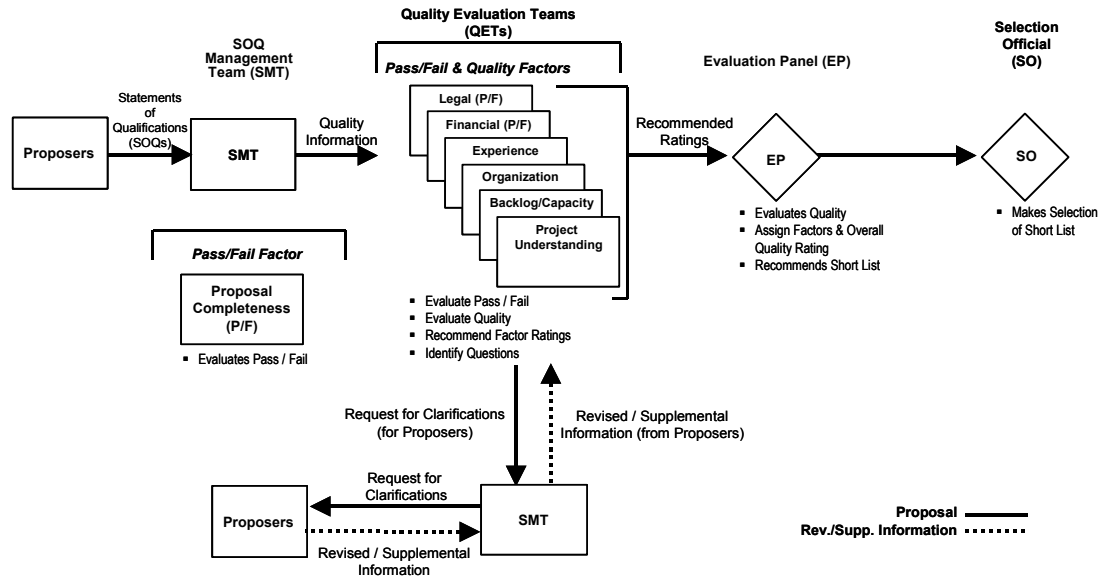 Quality Evaluation Teams
(QETs)
SOQ
Management
Team (SMT)
Selection
Official
(SO)
Evaluation Panel (EP)
Pass/Fail & Quality Factors
Statements
of
Qualifications
(SOQs)
Quality
Information
Recommended
Ratings
Proposers
SMT
Legal (P/F)
Financial (P/F)
Experience
Organization
Backlog/Capacity
Project
Understanding
EP
SO
▪ Evaluates Quality
▪ Assign Factors & Overall
Quality Rating
▪ Recommends Short List
▪ Makes Selection
of Short List
Pass/Fail Factor
Proposal
Completeness
(P/F)
▪ Evaluates Pass / Fail
▪ Evaluate Pass / Fail
▪ Evaluate Quality
▪ Recommend Factor Ratings
▪ Identify Questions
Request for Clarifications
(for Proposers)
Revised / Supplemental
Information (from Proposers)
Request for
Clarifications
Proposers
SMT
Revised / Supplemental
Information
Proposal
Rev./Supp. Information